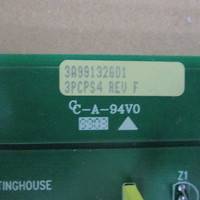 3A99132G01
3PCPS4 REV F
C-A-94V0
TINGHOUSE
Z1